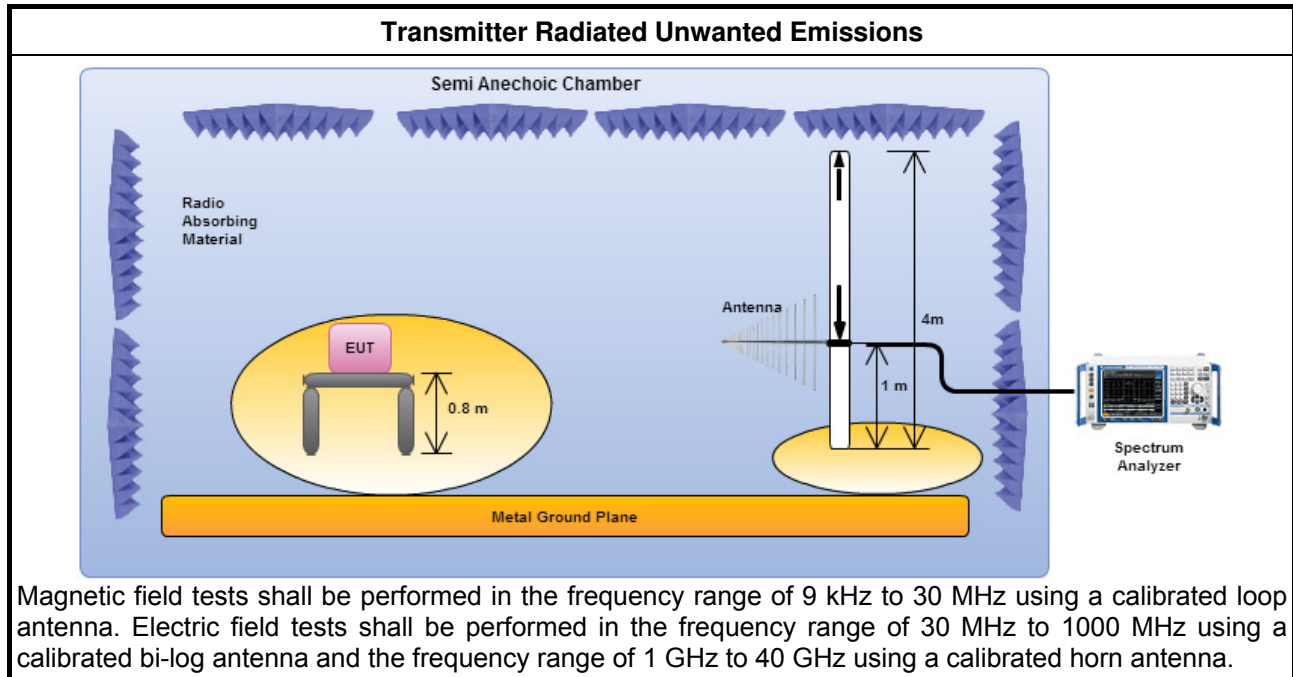 Transmitter Radiated Unwanted Emissions
Semi Anechoic Chamber
Radio
Absorbing
Material
Antenna
4m
EUT
1 m
0.8 m
Spectrum
Analyzer
Metal Ground Plane
Magnetic field tests shall be performed in the frequency range of 9 kHz to 30 MHz using a calibrated loop
antenna. Electric field tests shall be performed in the frequency range of 30 MHz to 1000 MHz using a
calibrated bi-log antenna and the frequency range of 1 GHz to 40 GHz using a calibrated horn antenna.